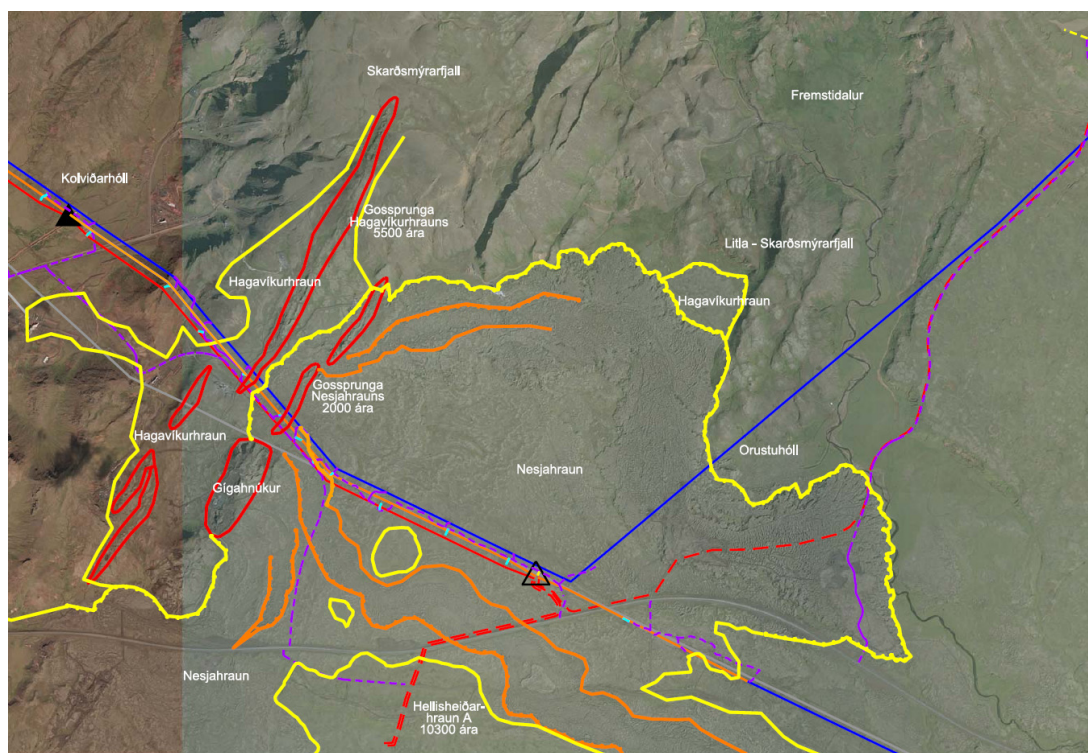 Skarðsmýrarfjall
Fremstidalur
Kolviðarhóll
Gossprunga
Hagavíkurhrauns
5500 ára
Litla - Skarðsmýrarfjall
Hagavíkurhraun
Hagavíkurhraun
Gossprunga
Nesjahrauns
2000 ára
Hagavíkurhraun
Orustuhóll
Nesjahraun
Gígahnúkur
Nesjahraun
Hellisheiðar-
hraun A
10300 ára